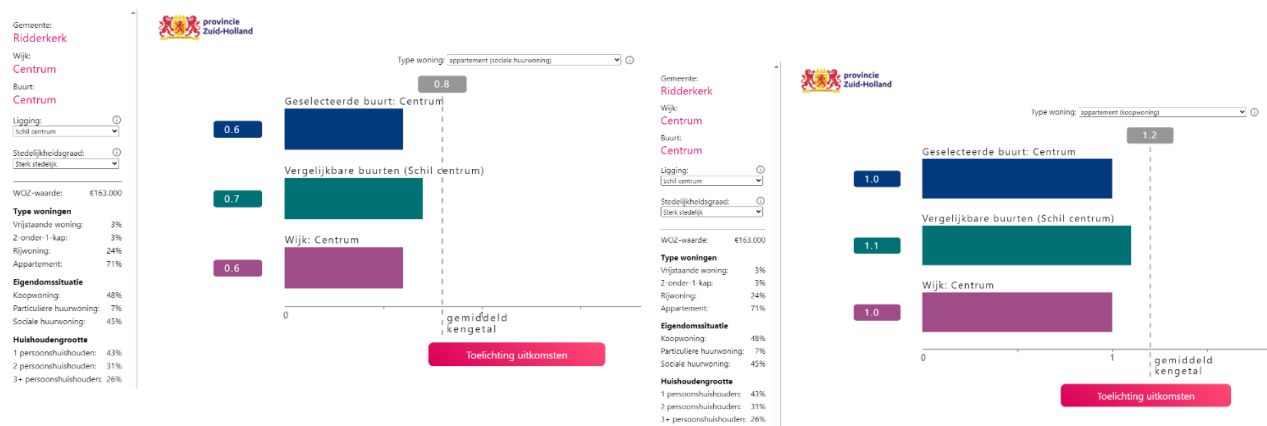 Gemeente:
Ridderkerk
Wijk:
Centrum
Buurt:
Centrum
Ligging:
Schil centrum
Stedelijkheidsgraad:
Sterk stedelijk
WOZ-waarde: €163.000
Type woningen
Vrijstaande woning: 3%
2-onder-1-kap: 3%
Rijwoning: 24%
Appartement: 71%
Eigendomssituatie
Koopwoning: 48%
Particuliere huurwoning: 7%
Sociale huurwoning: 45%
Huishoudengrootte
1 persoonshuishouden: 43%
2 persoonshuishouden: 31%
3+ persoonshuishouden: 26%
provincie
Zuid-Holland
Type woning: appartement (sociale huurwoning)
0.8
Geselecteerde buurt: Centrum
0.6
Vergelijkbare buurten (Schil centrum)
0.7
Wijk: Centrum
0.6
0 1
gemiddeld
kengetal
Toelichting uitkomsten
Gemeente:
Ridderkerk
Wijk:
Centrum
Buurt:
Centrum
Ligging:
Schil centrum
Stedelijkheidsgraad:
Sterk stedelijk
WOZ-waarde: €163.000
Type woningen
Vrijstaande woning: 3%
2-onder-1-kap: 3%
Rijwoning: 24%
Appartement: 71%
Eigendomssituatie
Koopwoning: 48%
Particuliere huurwoning: 7%
Sociale huurwoning: 45%
Huishoudengrootte
1 persoonshuishouden: 43%
2 persoonshuishouden: 31%
3+ persoonshuishouden: 26%
provincie
Zuid-Holland
Type woning: appartement (koopwoning)
1.2
Geselecteerde buurt: Centrum
1.0
Vergelijkbare buurten (Schil centrum)
1.1
Wijk: Centrum
1.0
0 1
gemiddeld
kengetal
Toelichting uitkomsten